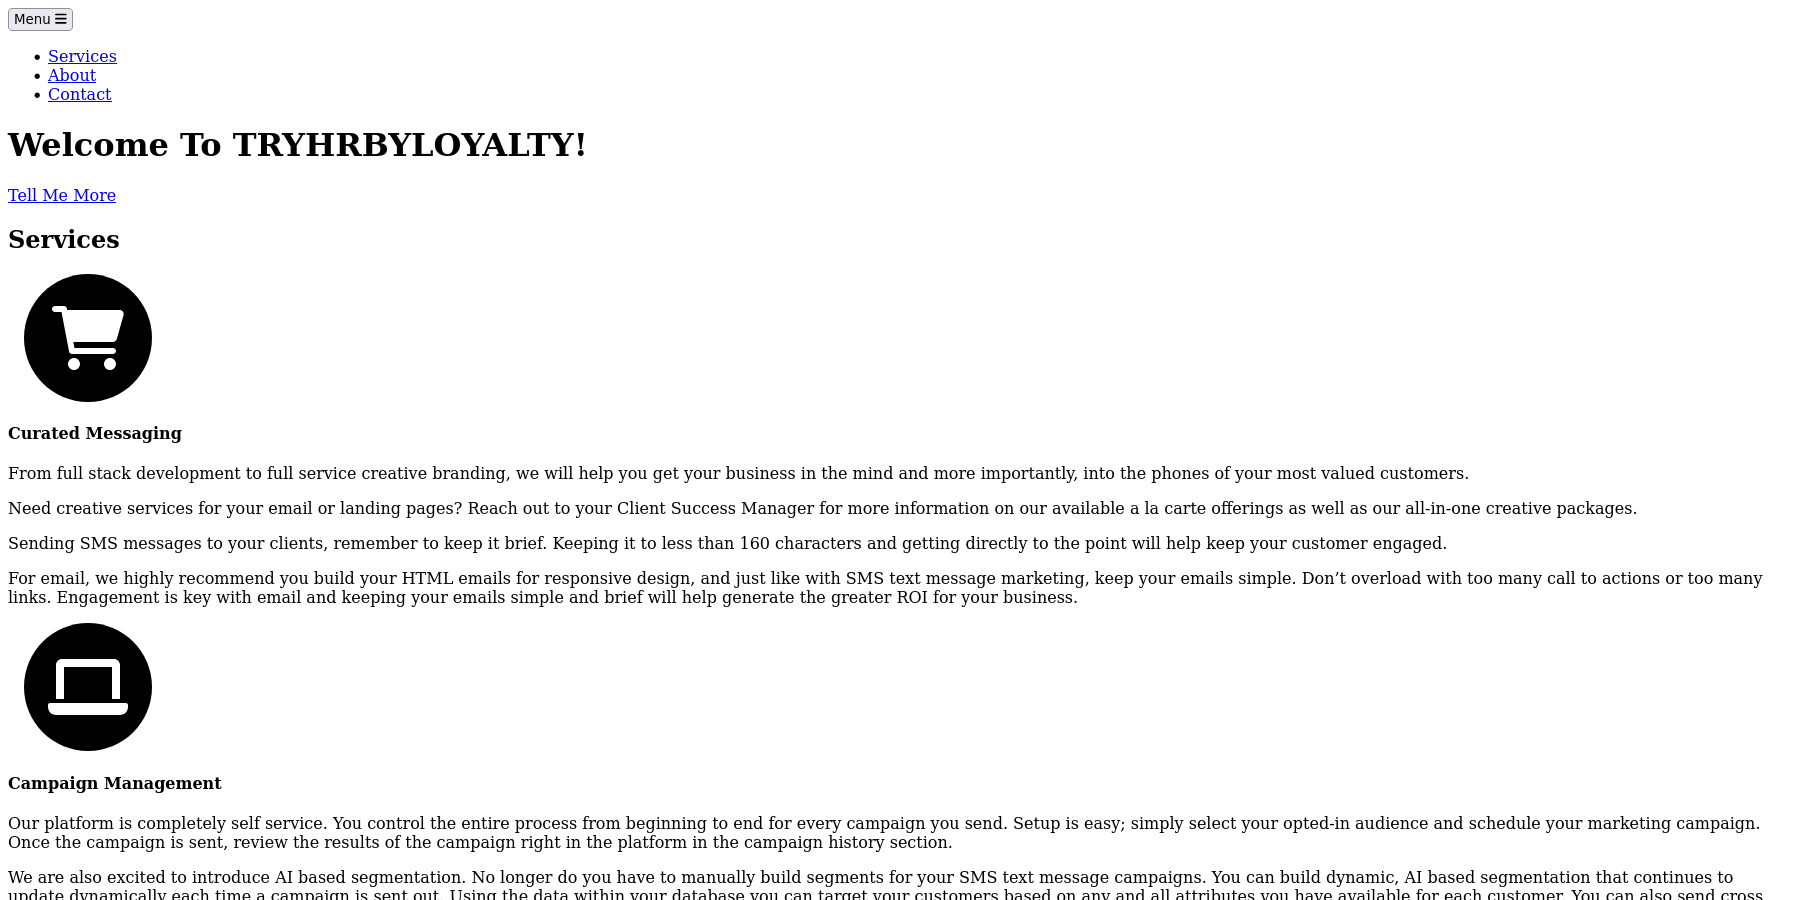 Menu
Services
About
Contact
Welcome To TRYHRBYLOYALTY!
Tell Me More
Services
Curated Messaging
From full stack development to full service creative branding, we will help you get your business in the mind and more importantly, into the phones of your most valued customers.
Need creative services for your email or landing pages? Reach out to your Client Success Manager for more information on our available a la carte offerings as well as our all-in-one creative packages.
Sending SMS messages to your clients, remember to keep it brief. Keeping it to less than 160 characters and getting directly to the point will help keep your customer engaged.
For email, we highly recommend you build your HTML emails for responsive design, and just like with SMS text message marketing, keep your emails simple. Don’t overload with too many call to actions or too many
links. Engagement is key with email and keeping your emails simple and brief will help generate the greater ROI for your business.
Campaign Management
Our platform is completely self service. You control the entire process from beginning to end for every campaign you send. Setup is easy; simply select your opted-in audience and schedule your marketing campaign.
Once the campaign is sent, review the results of the campaign right in the platform in the campaign history section.
We are also excited to introduce AI based segmentation. No longer do you have to manually build segments for your SMS text message campaigns. You can build dynamic, AI based segmentation that continues to
update dynamically each time a campaign is sent out. Using the data within your database you can target your customers based on any and all attributes you have available for each customer. You can also send cross